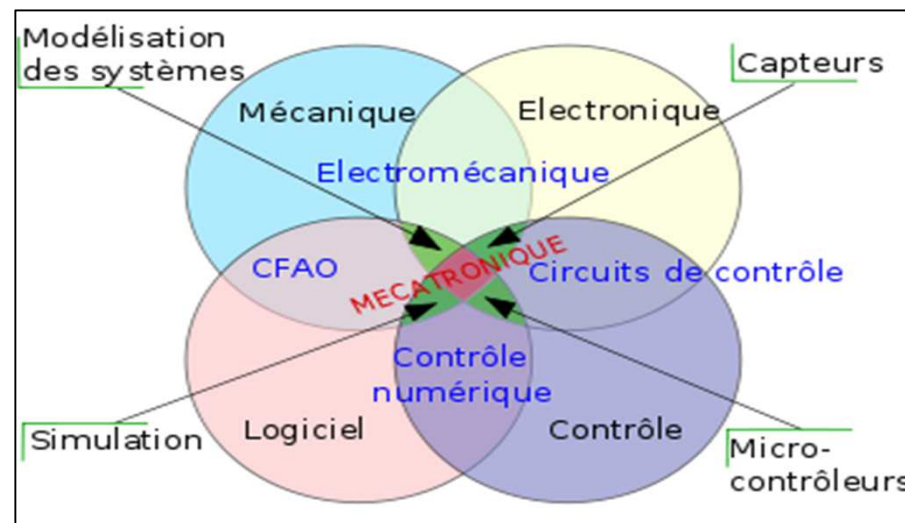 Modélisation
des systèmes
Capteurs
Mécanique
Electronique
Electromécanique
CFAO
MECATRONIQUE
Circuits de contrôle
Contrôle
numérique
Simulation
Logiciel
Contrôle
Micro-
contrôleurs